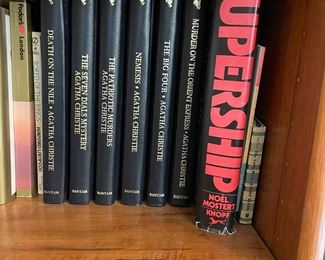 Fodor's
London
DEATH ON THE NILE • AGATHA CHRISTIE
BANTAM
THE SEVEN DIALS MYSTERY
AGATHA CHRISTIE
BANTAM
THE PATRIOTIC MURDERS
AGATHA CHRISTIE
BANTAM
NEMESIS • AGATHA CHRISTIE
BANTAM
THE BIG FOUR • AGATHA CHRISTIE
BANTAM
MURDER ON THE ORIENT EXPRESS • AGATHA CHRISTIE
BANTAM
UPERSHIP
NOËL
MOSTERT
KNOPF